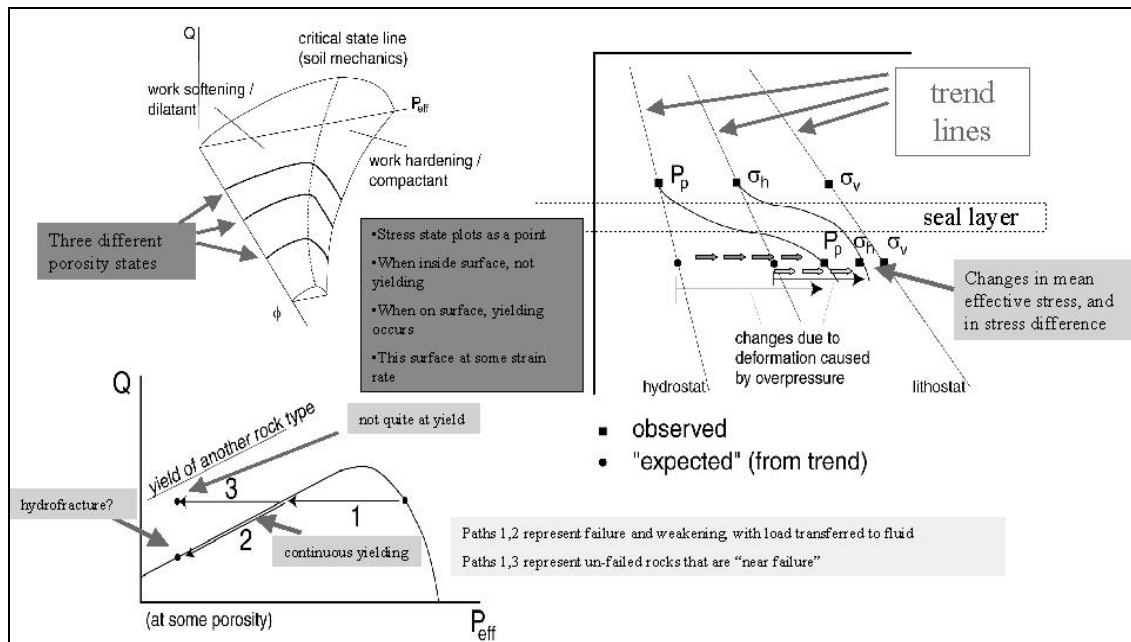 Q
critical state line
(soil mechanics)
work softening /
dilatant
Peff
work hardening /
compactant
Three different
porosity states
ϕ
•Stress state plots as a point
•When inside surface, not
yielding
•When on surface, yielding
occurs
•This surface at some strain
rate
trend
lines
Pp
σh
σv
seal layer
Pp
σh
σv
Changes in mean
effective stress, and
in stress difference
changes due to
deformation caused
by overpressure
hydrostat
lithostat
■ observed
● "expected" (from trend)
Q
not quite at yield
yield of another rock type
3
hydrofracture?
1
2
continuous yielding
(at some porosity)
Peff
Paths 1,2 represent failure and weakening, with load transferred to fluid
Paths 1,3 represent un-failed rocks that are “near failure”